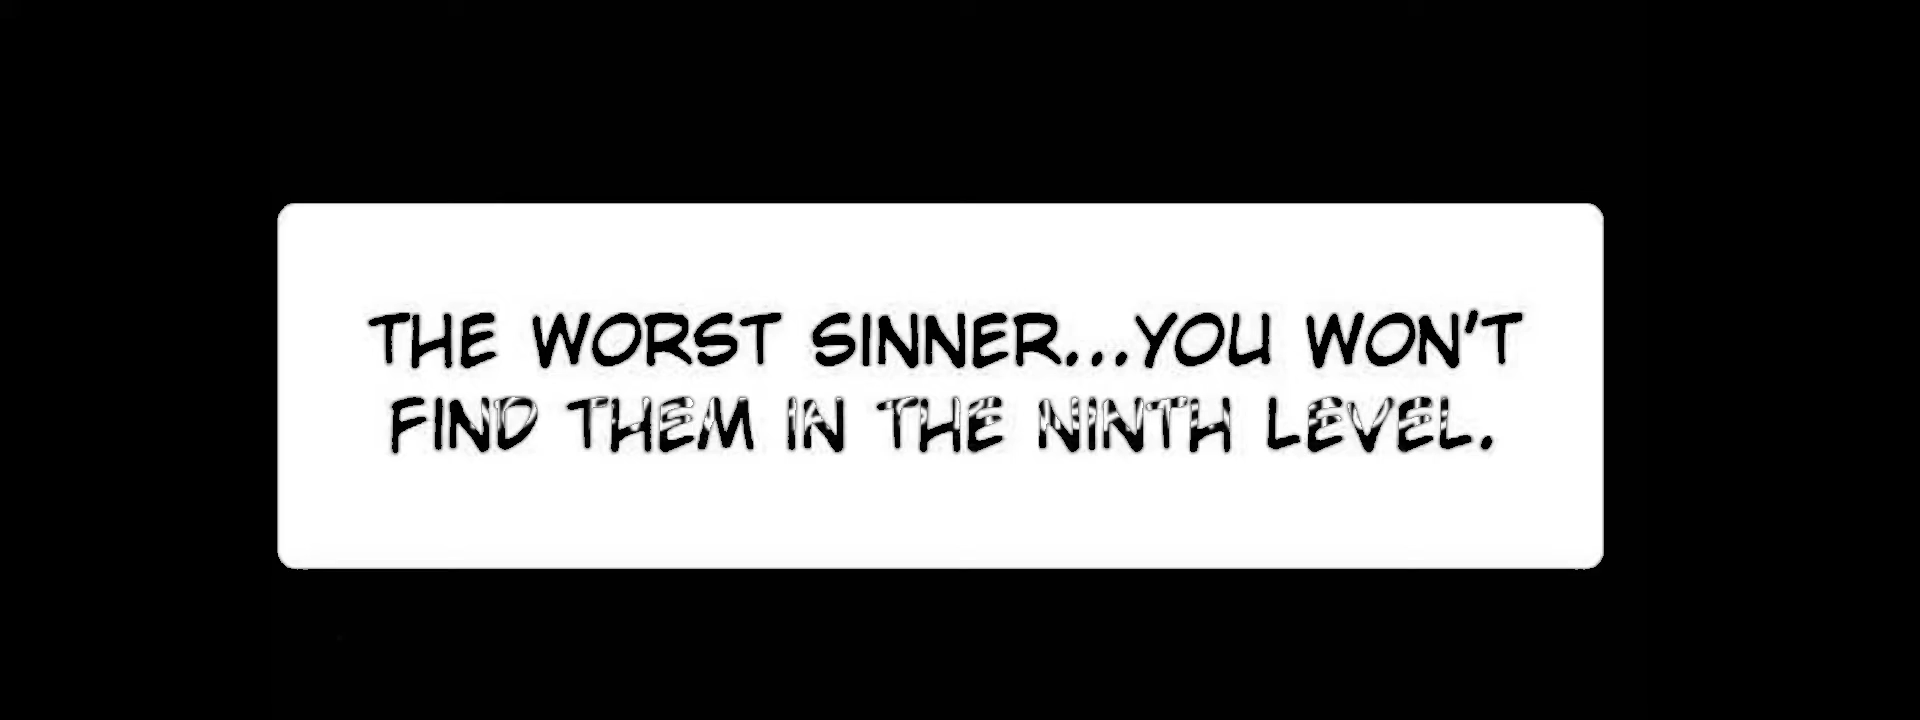 THE WORST SINNER...YOU WON'T
FIND THEM IN THE NINTH LEVEL.